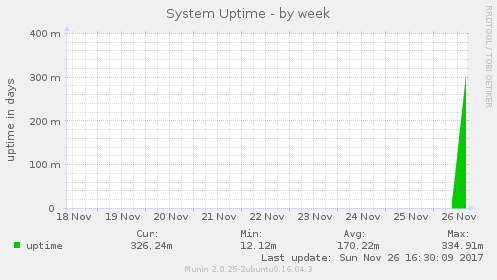 System Uptime - by week
RRDTOOL / TOBI OETIKER
uptime in days
400 m
300 m
200 m
100 m
0
18 Nov 19 Nov 20 Nov 21 Nov 22 Nov 23 Nov 24 Nov 25 Nov 26 Nov
Cur: Min: Avg: Max:
uptime 326.24m 12.12m 170.22m 334.91m
Last update: Sun Nov 26 16:30:09 2017
Munin 2.0.25-2ubuntu0.16.04.3